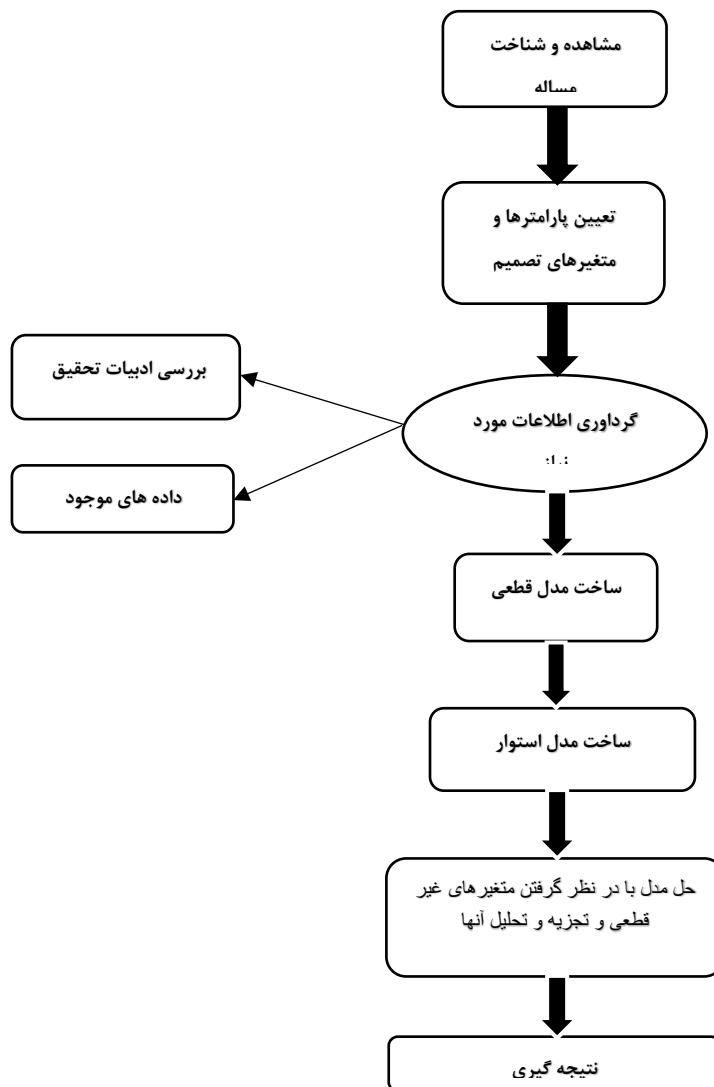 مشاهده و شناخت
مساله
تعیین پارامترها و
متغیرهای تصمیم
گرداوری اطلاعات مورد
نیاز
بررسی ادبیات تحقیق
داده های موجود
ساخت مدل قطعی
ساخت مدل استوار
حل مدل با در نظر گرفتن متغیرهای غیر
قطعی و تجزیه و تحلیل آنها
نتیجه گیری